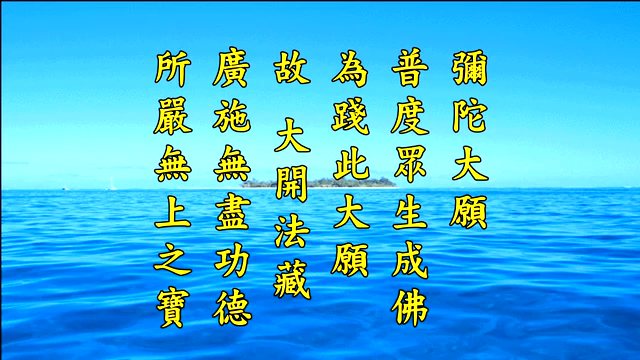 彌陀大願
普度眾生成佛
為踐此大願
故 大開法藏
廣施無盡功德
所嚴無上之寶